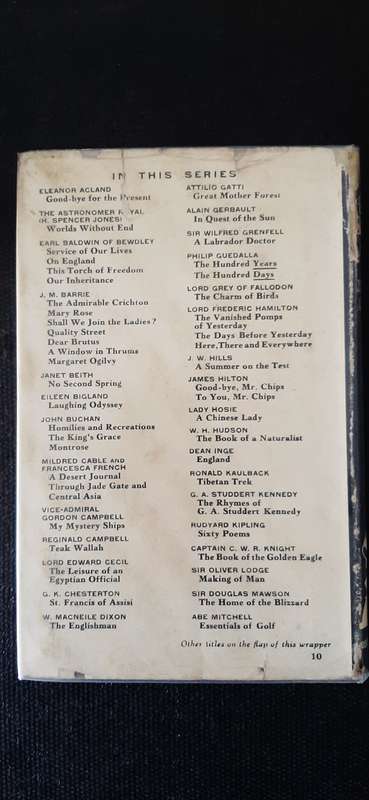 IN THIS SERIES
ELEANOR ACLAND
Good-bye for the Present
THE ASTRONOMER R YAL
(H. SPENCER JONES)
Worlds Without End
EARL BALDWIN OF BEWDLEY
Service of Our Lives
On England
This Torch of Freedom
Our Inheritance
J. M. BARRIE
The Admirable Crichton
Mary Rose
Shall We Join the Ladies?
Quality Street
Dear Brutus
A Window in Thrums
Margaret Ogilvy
JANET BEITH
No Second Spring
EILEEN BIGLAND
Laughing Odyssey
JOHN BUCHAN
Homilies and Recreations
The King's Grace
Montrose
MILDRED CABLE AND
FRANCESCA FRENCH
A Desert Journal
Through Jade Gate and
Central Asia
VICE-ADMIRAL
GORDON CAMPBELL
My Mystery Ships
REGINALD CAMPBELL
Teak Wallah
LORD EDWARD CECIL
The Leisure of an
Egyptian Official
G. K. CHESTERTON
St. Francis of Assisi
W. MACNEILE DIXON
The Englishman
ATTILIO GATTI
Great Mother Forest
ALAIN GERBAULT
In Quest of the Sun
SIR WILFRED GRENFELL
A Labrador Doctor
PHILIP GUEDALLA
The Hundred Years
The Hundred Days
LORD GREY OF FALLODON
The Charm of Birds
LORD FREDERIC HAMILTON
The Vanished Pomps
of Yesterday
The Days Before Yesterday
Here, There and Everywhere
J. W. HILLS
A Summer on the Test
JAMES HILTON
Good-bye, Mr. Chips
To You, Mr. Chips
LADY HOSIE
A Chinese Lady
W. H. HUDSON
The Book of a Naturalist
DEAN INGE
England
RONALD KAULBACK
Tibetan Trek
G. A. STUDDERT KENNEDY
The Rhymes of
G. A. Studdert Kennedy
RUDYARD KIPLING
Sixty Poems
CAPTAIN C. W. R. KNIGHT
The Book of the Golden Eagle
SIR OLIVER LODGE
Making of Man
SIR DOUGLAS MAWSON
The Home of the Blizzard
ABE MITCHELL
Essentials of Golf
Other titles on the flap of this wrapper
10